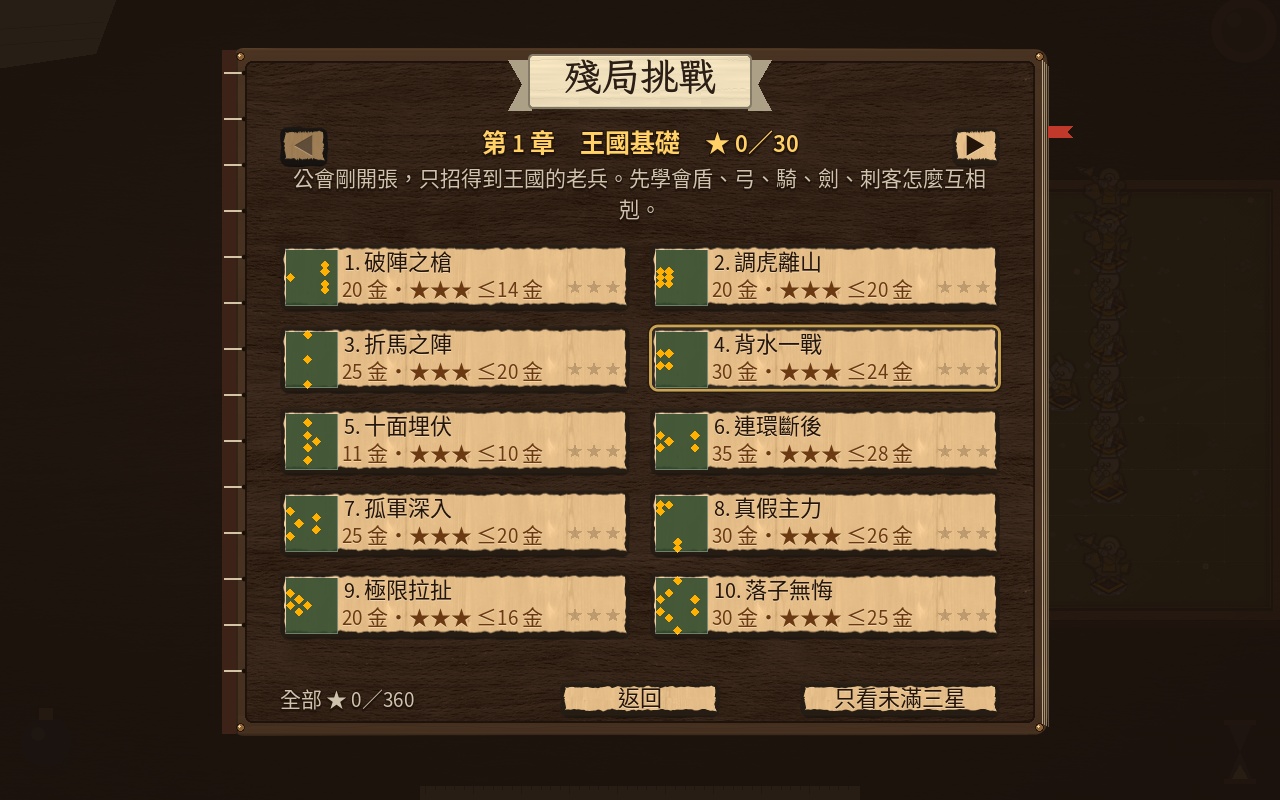 殘局挑戰
第1章 王國基礎 ★0／30
公會剛開張，只招得到王國的老兵。先學會盾、弓、騎、劍、刺客怎麼互相
剋。
1. 破陣之槍
20 金・★★★ ≤14 金 ★★★
2. 調虎離山
20 金・★★★ ≤20 金 ★★★
3. 折馬之陣
25 金・★★★ ≤20 金 ★★★
4. 背水一戰
30 金・★★★ ≤24 金 ★★★
5. 十面埋伏
11 金・★★★ ≤10 金 ★★★
6. 連環斷後
35 金・★★★ ≤28 金 ★★★
7. 孤軍深入
25 金・★★★ ≤20 金 ★★★
8. 真假主力
30 金・★★★ ≤26 金 ★★★
9. 極限拉扯
20 金・★★★ ≤16 金 ★★★
10. 落子無悔
30 金・★★★ ≤25 金 ★★★
全部 ★ 0／360
返回
只看未滿三星